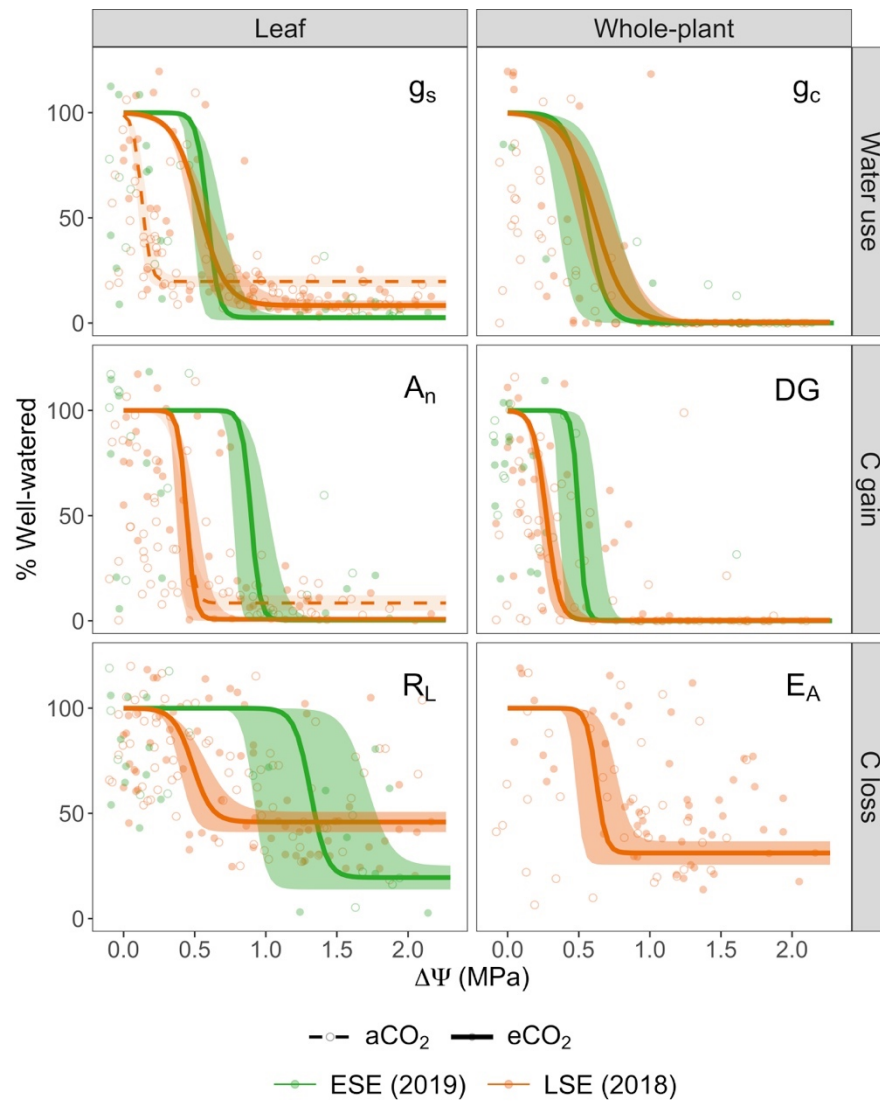 Leaf
Whole-plant
gs
gc
Water use
100
50
0
An
DG
C gain
100
50
0
RL
EA
C loss
100
50
0
% Well-watered
0.0 0.5 1.0 1.5 2.0
0.0 0.5 1.0 1.5 2.0
ΔΨ (MPa)
aCO₂ eCO₂
ESE (2019) LSE (2018)